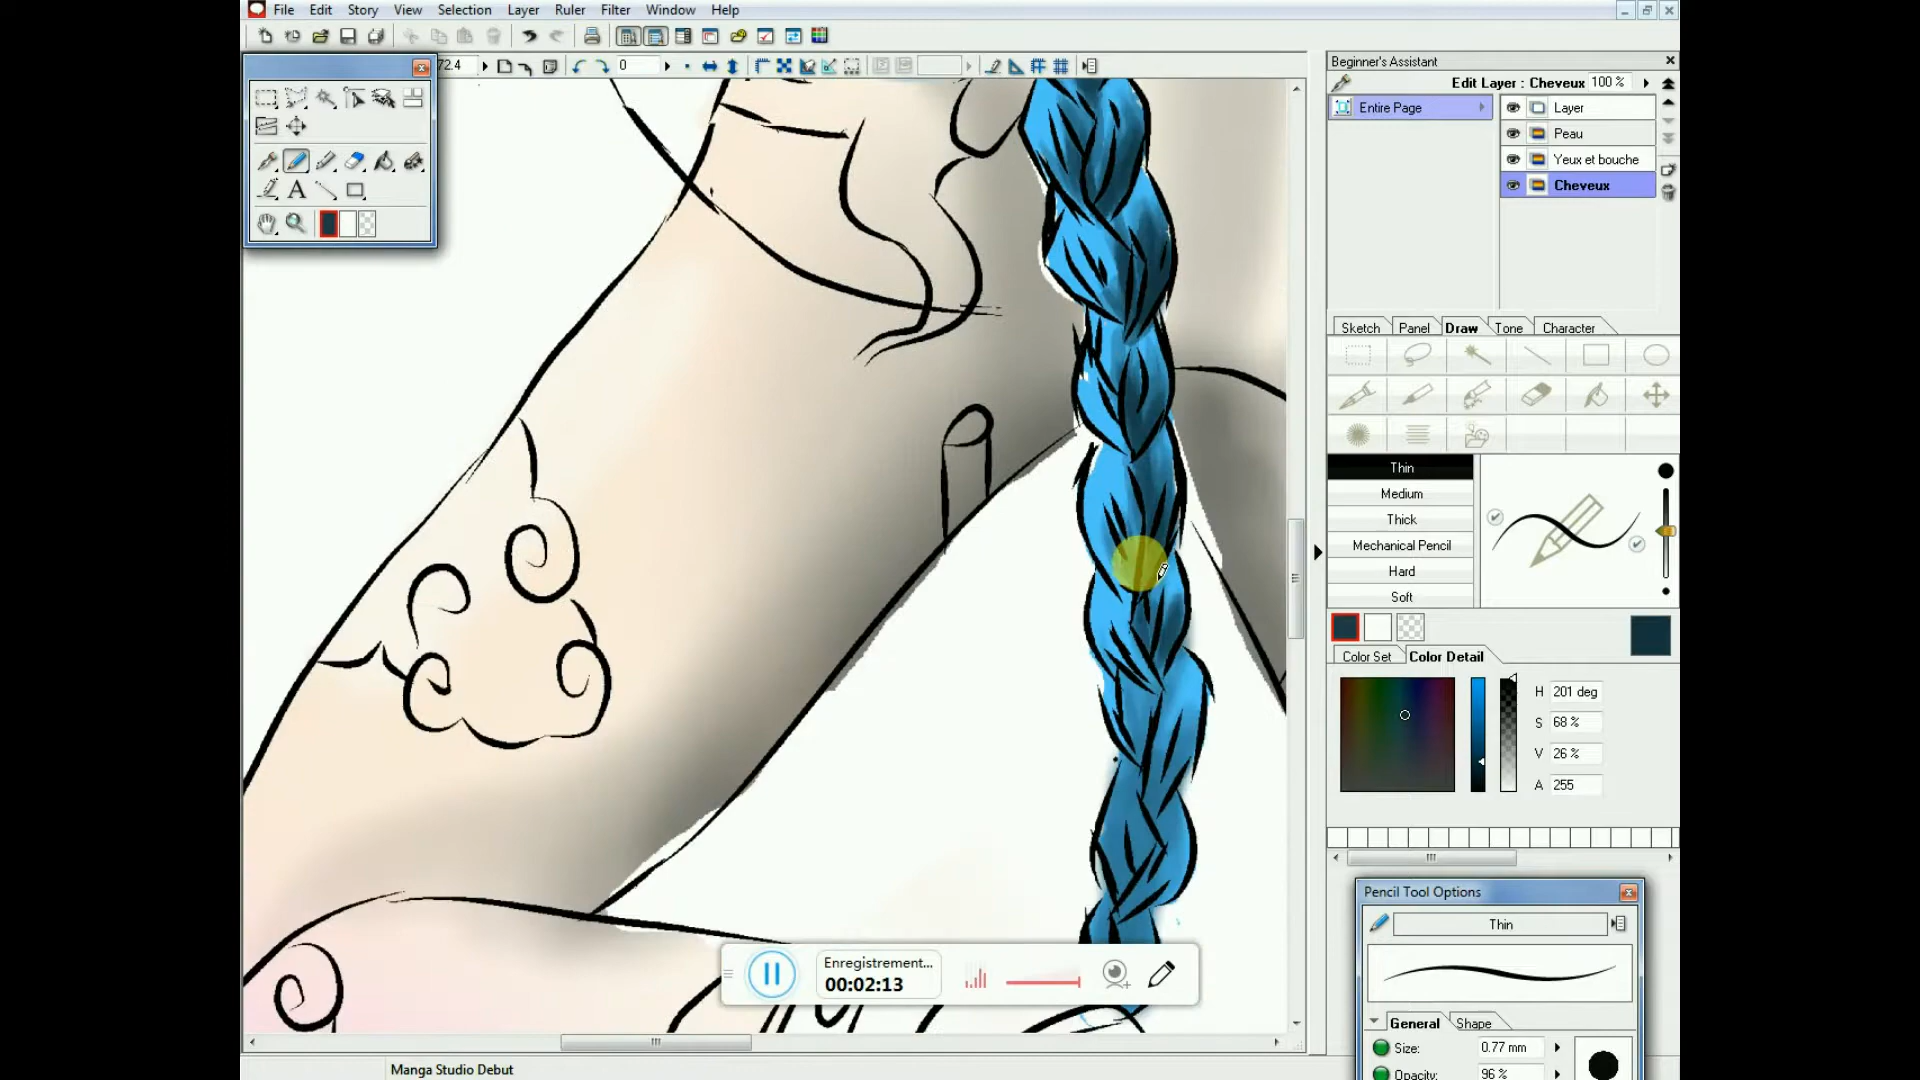 File Edit Story View Selection Layer Ruler Filter Window Help
72.4
0
Beginner's Assistant
Edit Layer : Cheveux 100 %
Entire Page
Layer
Peau
Yeux et bouche
Cheveux
Sketch Panel Draw Tone Character
Thin
Medium
Thick
Mechanical Pencil
Hard
Soft
Color Set Color Detail
H 201 deg
S 68 %
V 26 %
A 255
Pencil Tool Options
Thin
General Shape
Size: 0.77 mm
Opacity: 96 %
Enregistrement...
00:02:13
Manga Studio Debut